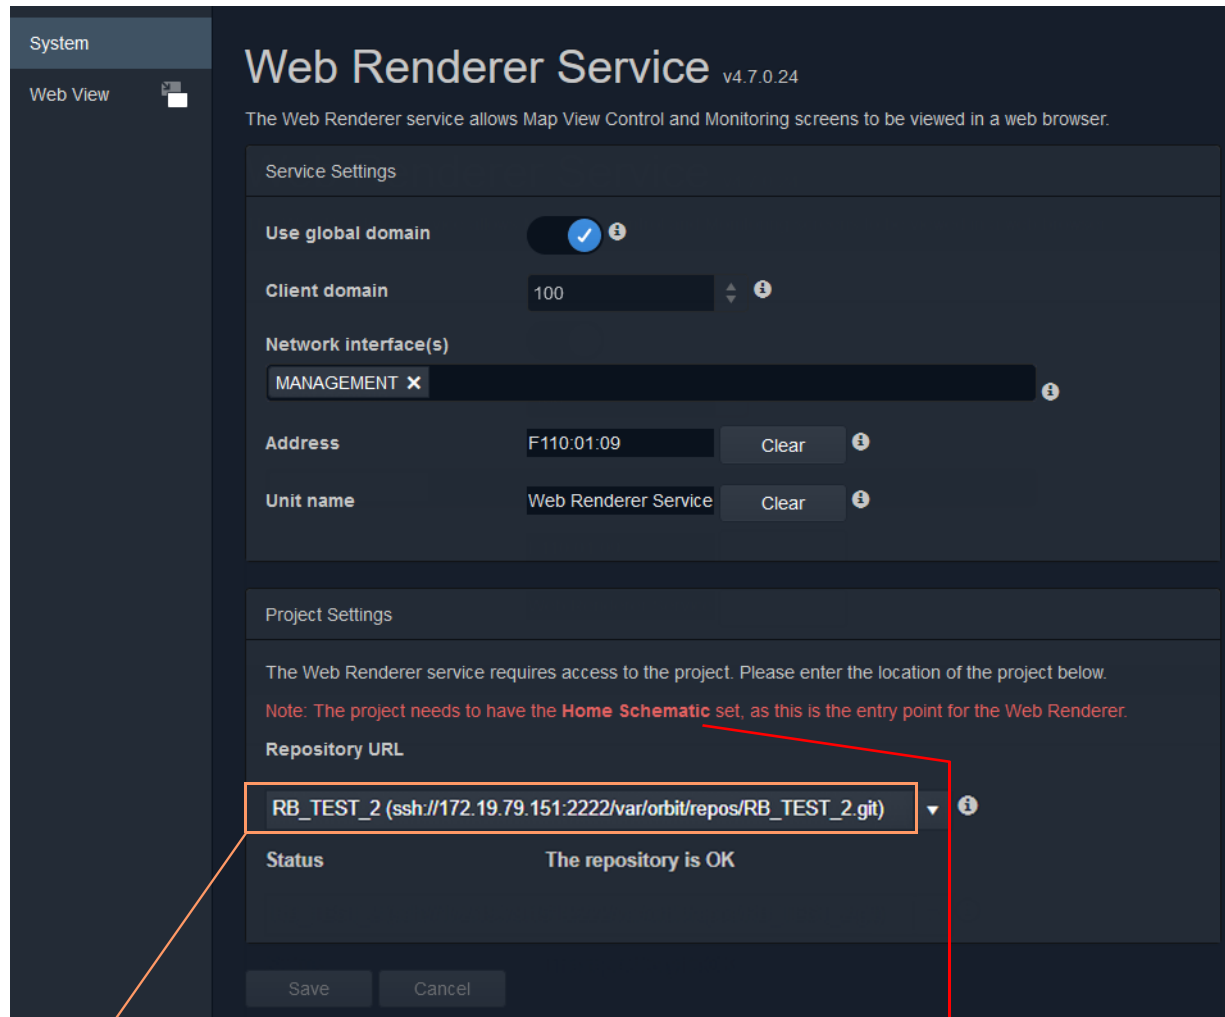 System
Web View
Web Renderer Service v4.7.0.24
The Web Renderer service allows Map View Control and Monitoring screens to be viewed in a web browser.
Service Settings
Use global domain
Client domain 100
Network interface(s)
MANAGEMENT
Address F110:01:09 Clear
Unit name Web Renderer Service Clear
Project Settings
The Web Renderer service requires access to the project. Please enter the location of the project below.
Note: The project needs to have the Home Schematic set, as this is the entry point for the Web Renderer.
Repository URL
RB_TEST_2 (ssh://172.19.79.151:2222/var/orbit/repos/RB_TEST_2.git)
Status The repository is OK
Save Cancel